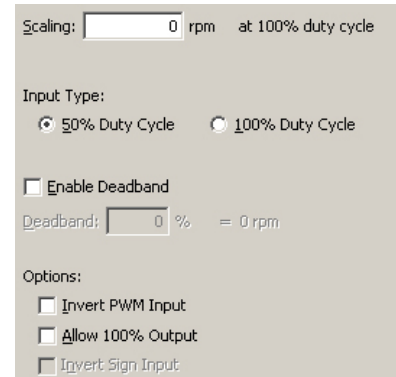 Scaling: 0 rpm at 100% duty cycle
Input Type:
50% Duty Cycle 100% Duty Cycle
Enable Deadband
Deadband: 0 % = 0 rpm
Options:
Invert PWM Input
Allow 100% Output
Invert Sign Input